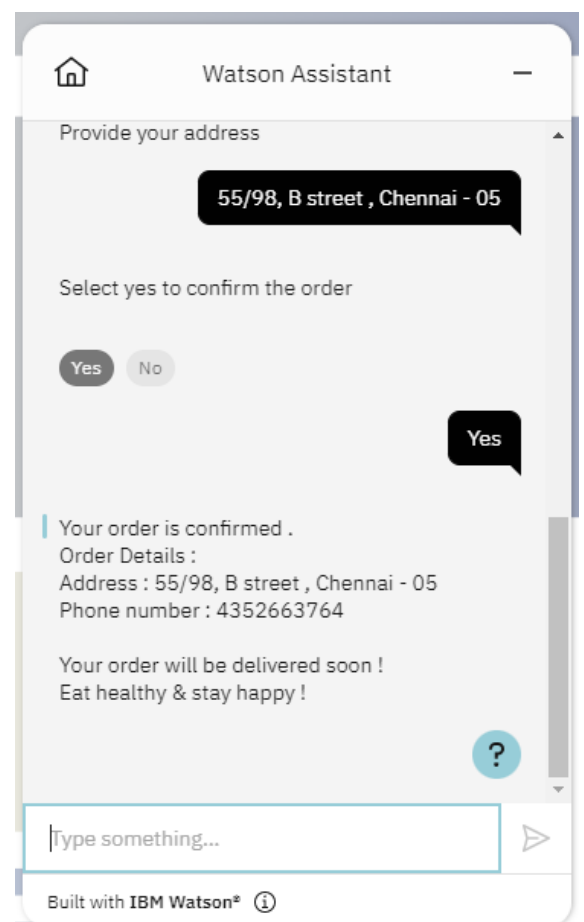 Watson Assistant
Provide your address
55/98, B street , Chennai - 05
Select yes to confirm the order
Yes No
Yes
Your order is confirmed .
Order Details :
Address : 55/98, B street , Chennai - 05
Phone number : 4352663764
Your order will be delivered soon !
Eat healthy & stay happy !
?
Type something...
Built with IBM Watson®